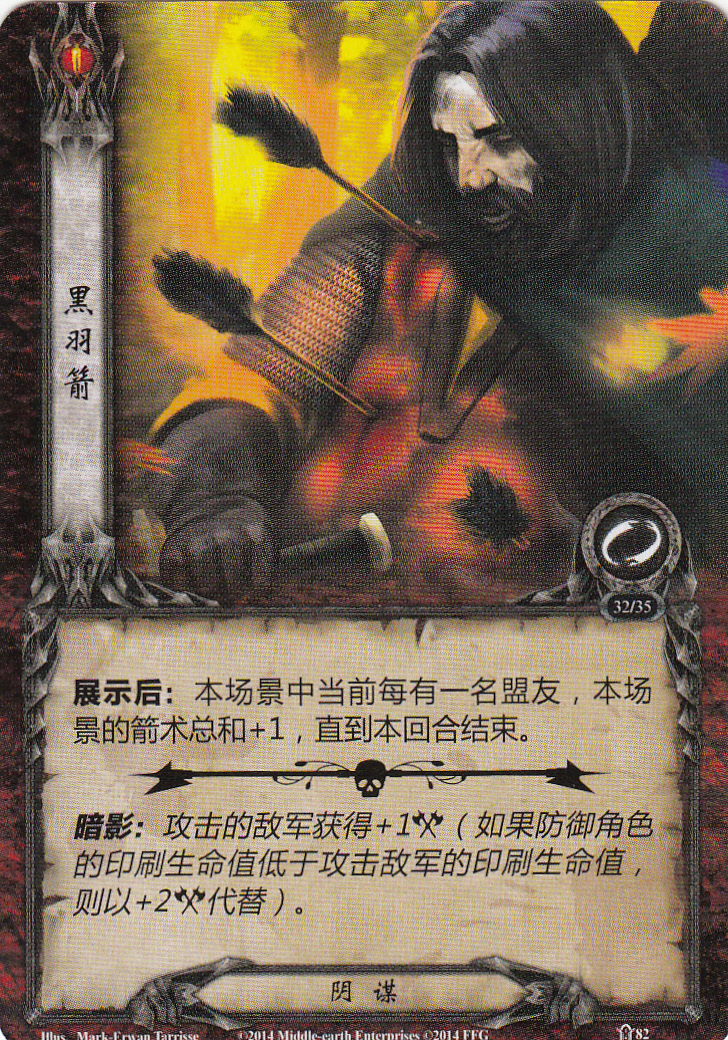 黑羽箭
32/35
展示后：本场景中当前每有一名盟友，本场
景的箭术总和+1，直到本回合结束。
暗影：攻击的敌军获得+1（如果防御角色
的印刷生命值低于攻击敌军的印刷生命值，
则以+2代替）。
阴谋
Illus. Mark-Erwan Tarrisse ©2014 Middle-earth Enterprises ©2014 FFG 82